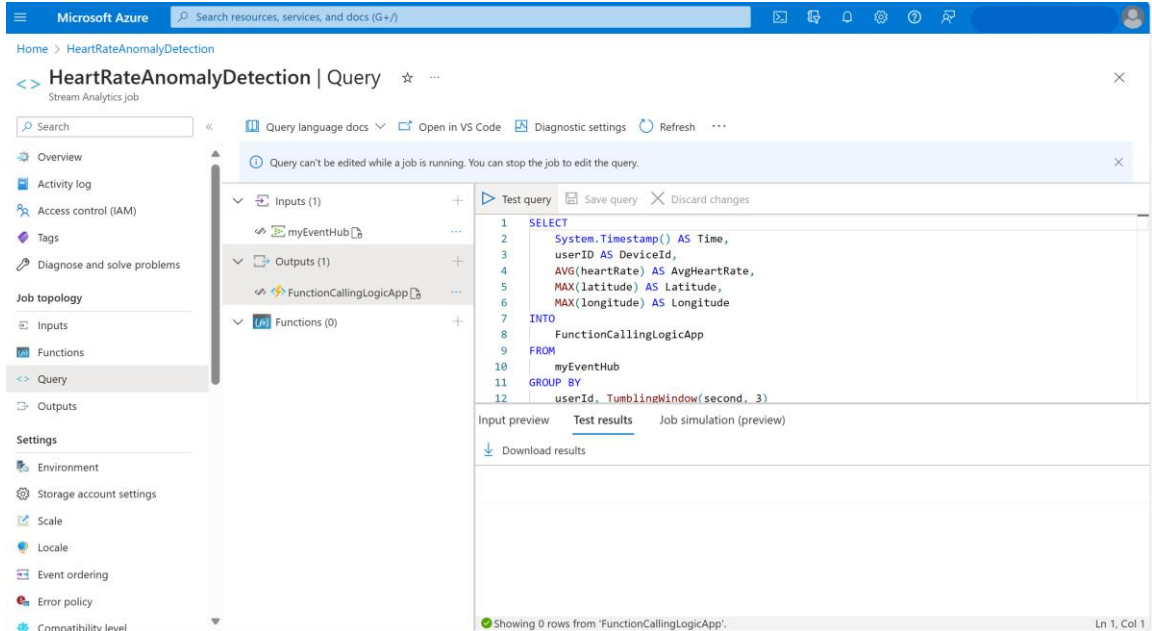 Microsoft Azure
Search resources, services, and docs (G+/)
Home > HeartRateAnomalyDetection
<> HeartRateAnomalyDetection | Query
Stream Analytics job
Search
Overview
Activity log
Access control (IAM)
Tags
Diagnose and solve problems
Job topology
Inputs
Functions
<> Query
Outputs
Settings
Environment
Storage account settings
Scale
Locale
Event ordering
Error policy
Compatibility level
Query language docs
Open in VS Code
Diagnostic settings
Refresh
Query can't be edited while a job is running. You can stop the job to edit the query.
Inputs (1)
myEventHub
Outputs (1)
FunctionCallingLogicApp
Functions (0)
Test query
Save query
Discard changes
1 SELECT
2 System.Timestamp() AS Time,
3 userID AS DeviceId,
4 AVG(heartRate) AS AvgHeartRate,
5 MAX(latitude) AS Latitude,
6 MAX(longitude) AS Longitude
7 INTO
8 FunctionCallingLogicApp
9 FROM
10 myEventHub
11 GROUP BY
12 userId, TumblingWindow(second, 3)
Input preview
Test results
Job simulation (preview)
Download results
Showing 0 rows from 'FunctionCallingLogicApp'.
Ln 1, Col 1